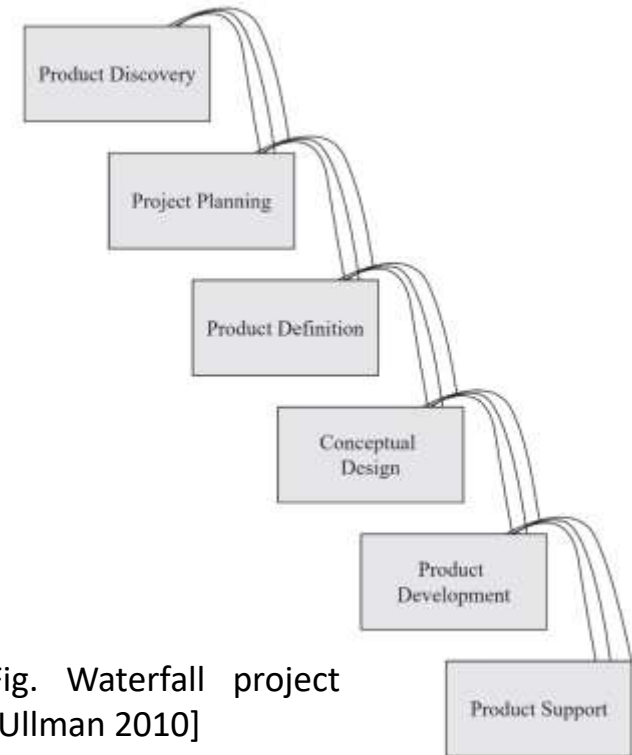 Product Discovery
Project Planning
Product Definition
Conceptual
Design
Product
Development
Product Support
Fig. Waterfall project
[Ullman 2010]